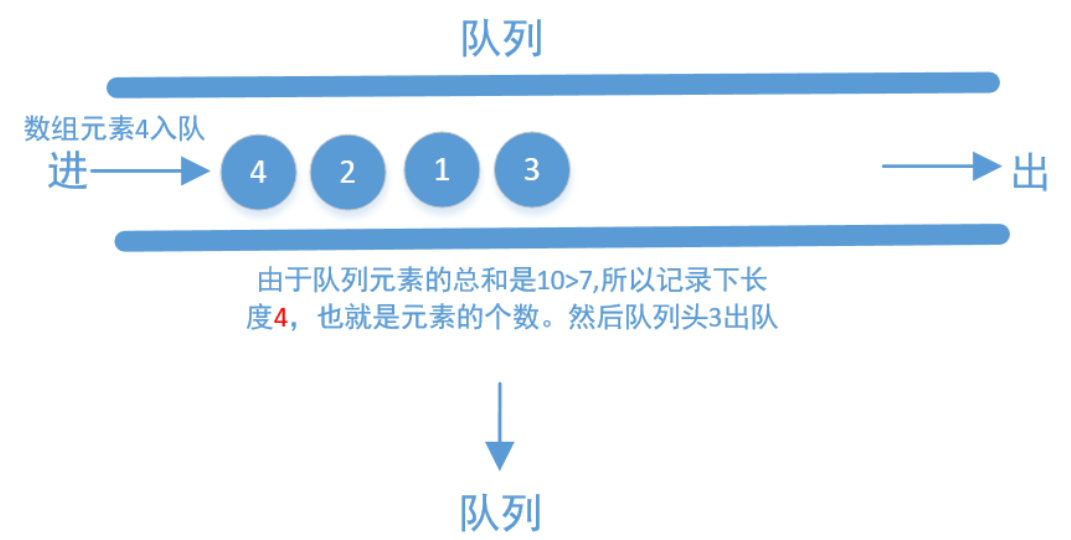 队列
数组元素4入队
进
4 2 1 3
出
由于队列元素的总和是10>7,所以记录下长
度4，也就是元素的个数。然后队列头3出队
队列